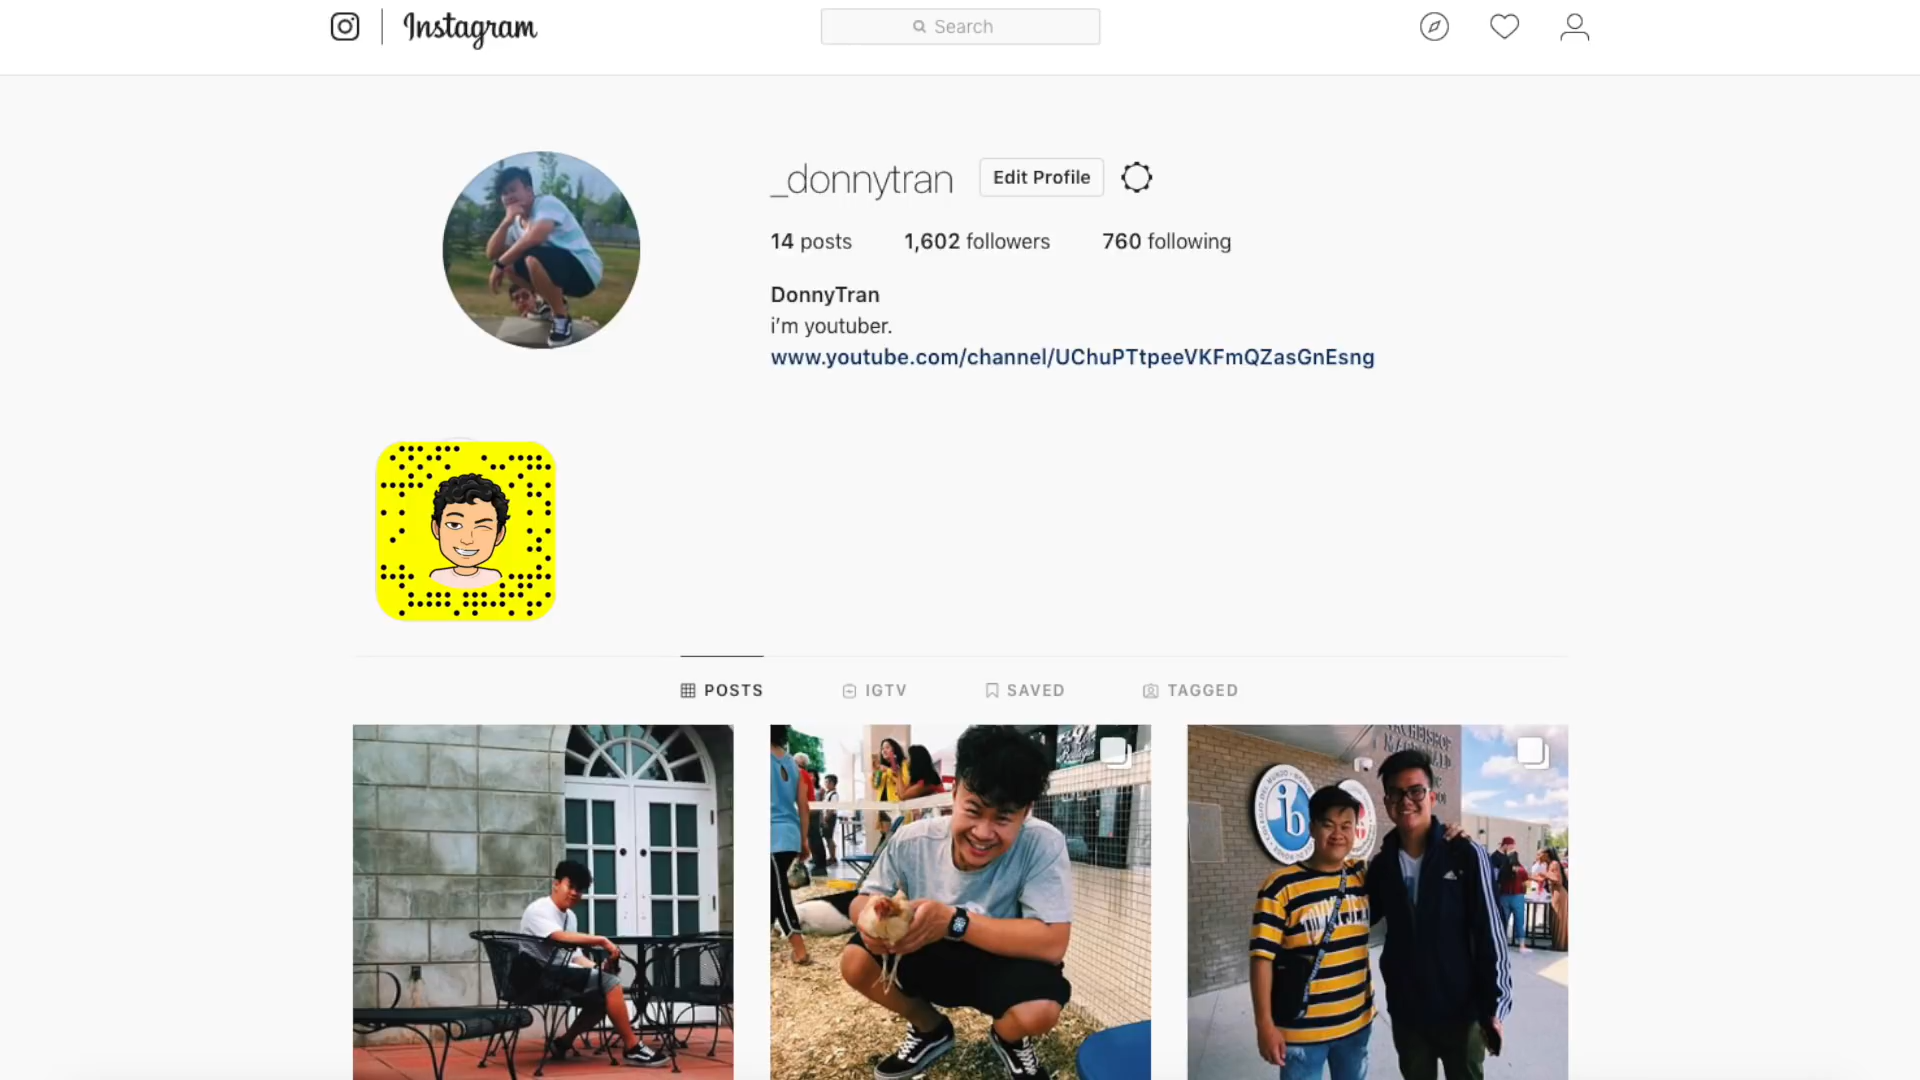 Instagram
Search
_donnytran
Edit Profile
14 posts
1,602 followers
760 following
DonnyTran
i'm youtuber.
www.youtube.com/channel/UChuPTtpeeVKFmQZasGnEsng
POSTS
IGTV
SAVED
TAGGED
ib